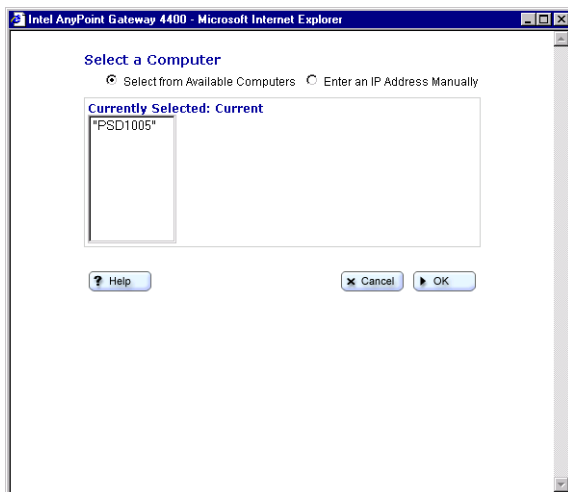 Intel AnyPoint Gateway 4400 - Microsoft Internet Explorer
Select a Computer
Select from Available Computers Enter an IP Address Manually
Currently Selected: Current
"PSD1005"
? Help
Cancel
OK